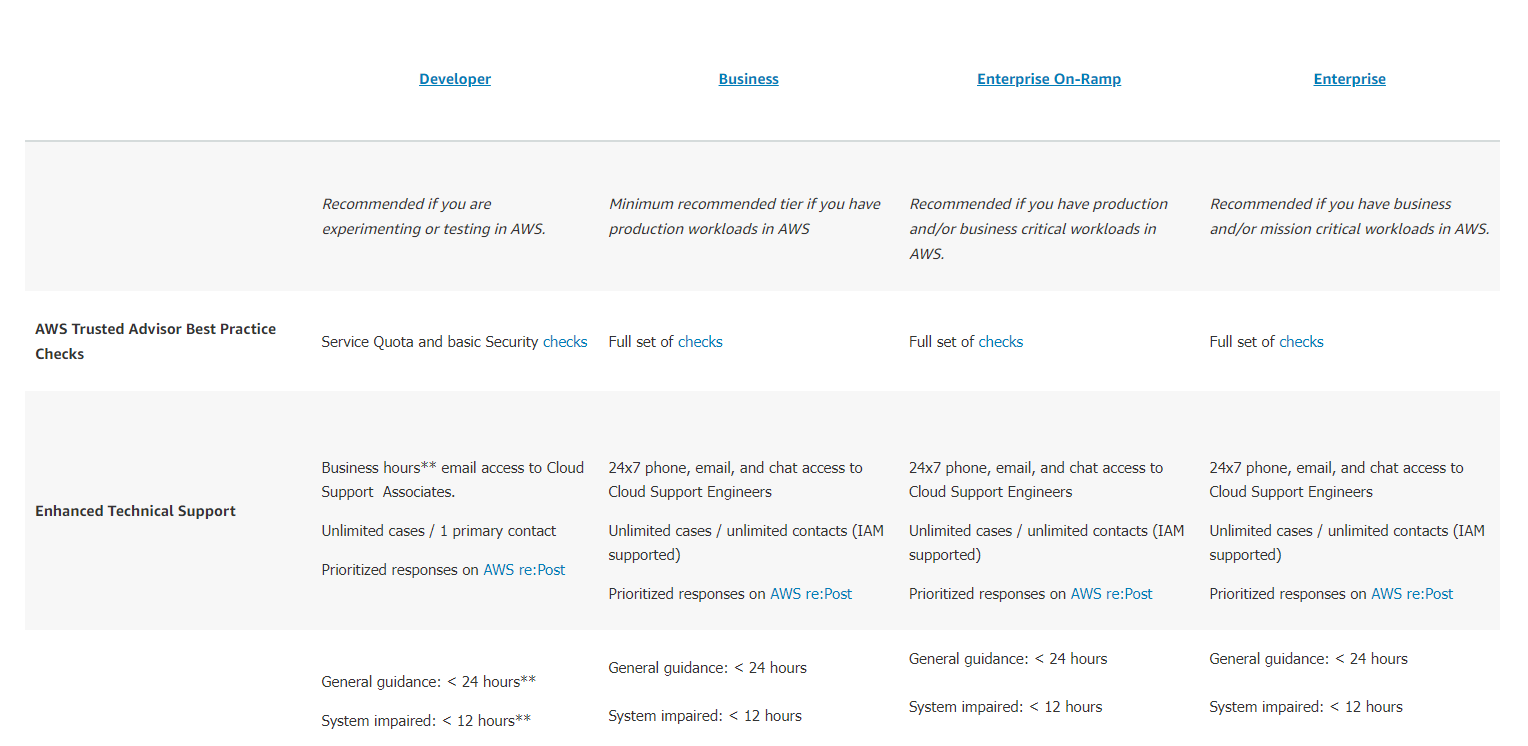 Developer
Business
Enterprise On-Ramp
Enterprise
Recommended if you are
experimenting or testing in AWS.
Minimum recommended tier if you have
production workloads in AWS
Recommended if you have production
and/or business critical workloads in
AWS.
Recommended if you have business
and/or mission critical workloads in AWS.
AWS Trusted Advisor Best Practice
Checks
Service Quota and basic Security checks
Full set of checks
Full set of checks
Full set of checks
Enhanced Technical Support
Business hours** email access to Cloud
Support Associates.
Unlimited cases / 1 primary contact
Prioritized responses on AWS re:Post
24x7 phone, email, and chat access to
Cloud Support Engineers
Unlimited cases / unlimited contacts (IAM
supported)
Prioritized responses on AWS re:Post
24x7 phone, email, and chat access to
Cloud Support Engineers
Unlimited cases / unlimited contacts (IAM
supported)
Prioritized responses on AWS re:Post
24x7 phone, email, and chat access to
Cloud Support Engineers
Unlimited cases / unlimited contacts (IAM
supported)
Prioritized responses on AWS re:Post
General guidance: < 24 hours**
System impaired: < 12 hours**
General guidance: < 24 hours
System impaired: < 12 hours
General guidance: < 24 hours
System impaired: < 12 hours
General guidance: < 24 hours
System impaired: < 12 hours